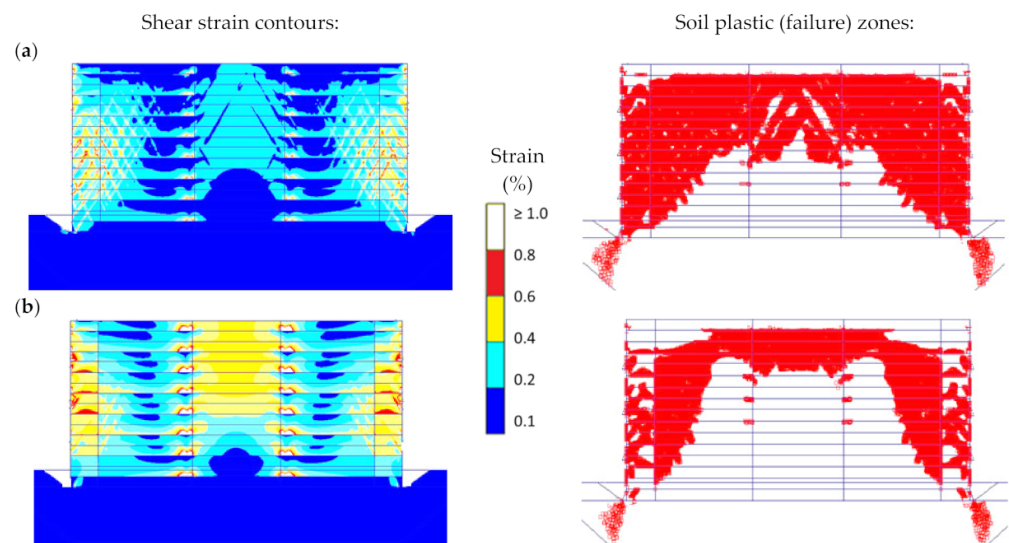 Shear strain contours:
Soil plastic (failure) zones:
(a)
Strain
(%)
≥ 1.0
0.8
0.6
0.4
0.2
0.1
(b)